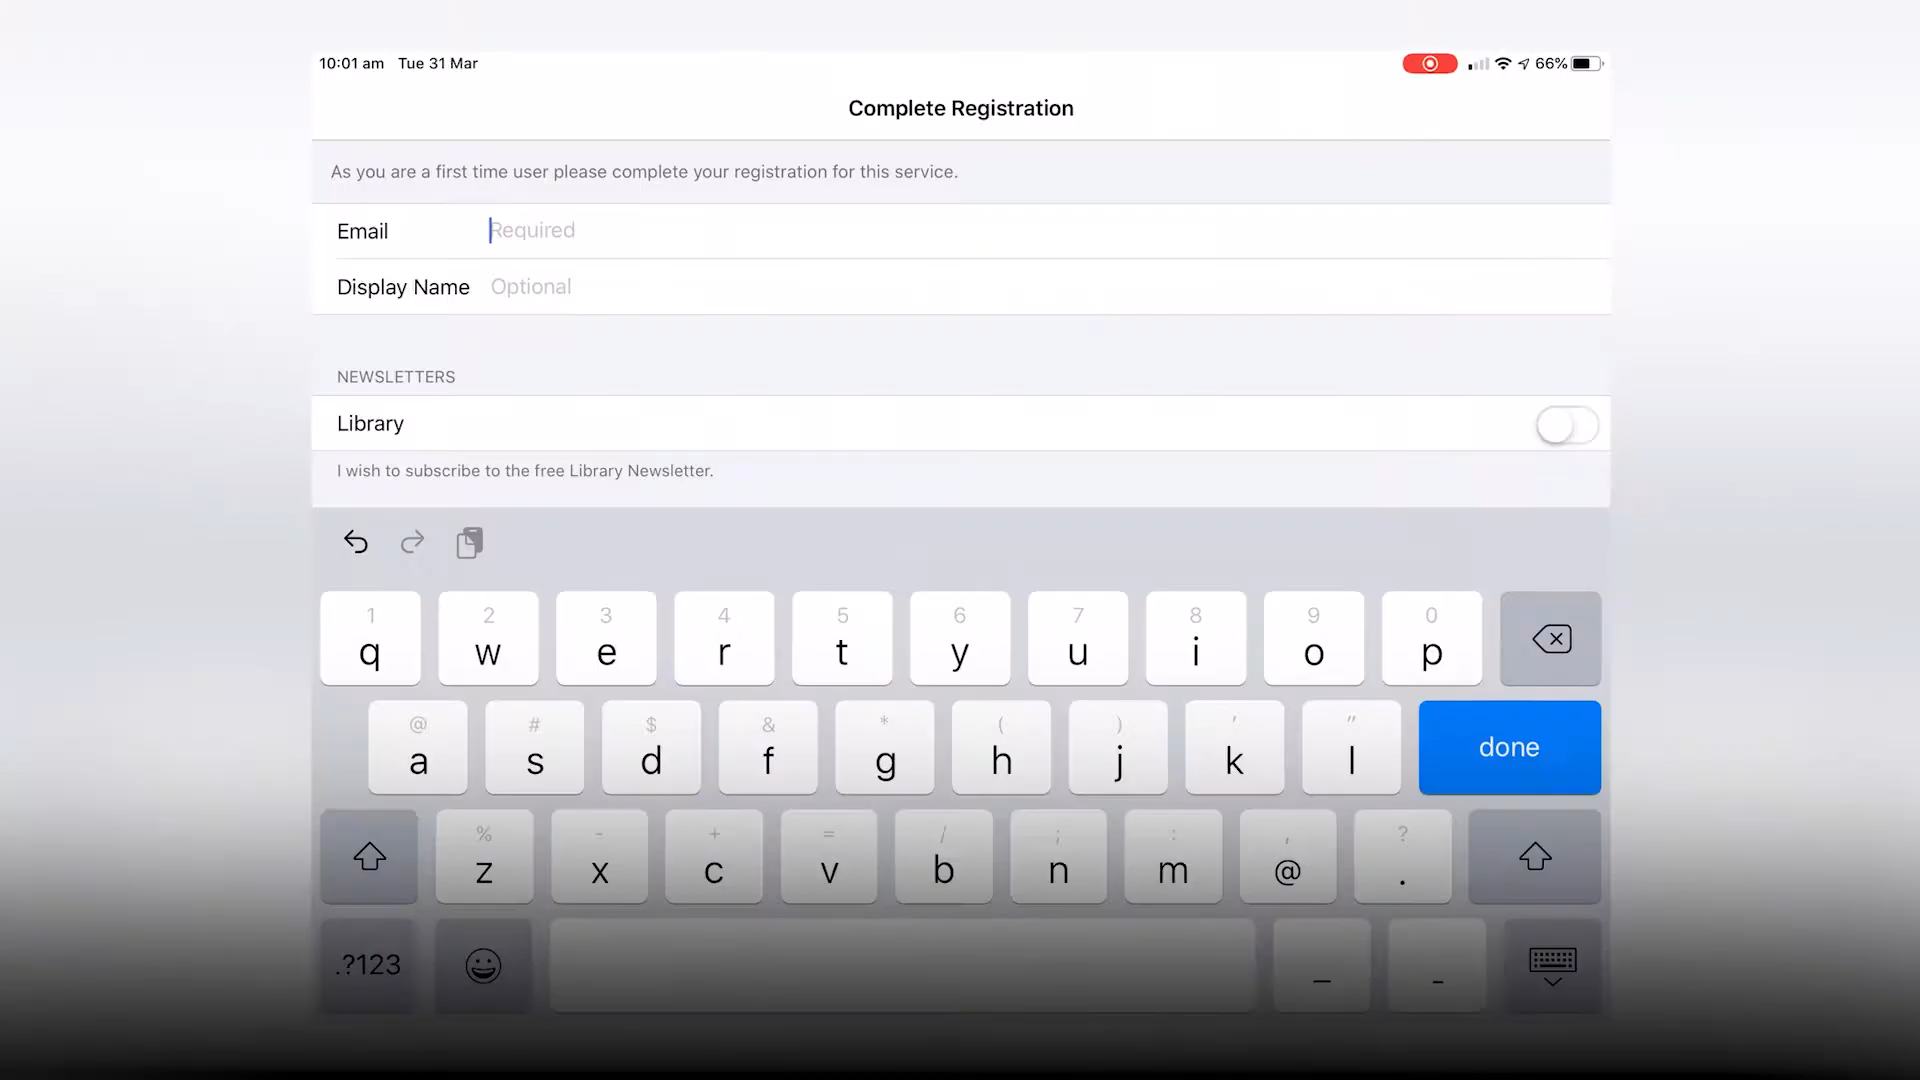 10:01 am Tue 31 Mar
66%
Complete Registration
As you are a first time user please complete your registration for this service.
Email Required
Display Name Optional
NEWSLETTERS
Library
I wish to subscribe to the free Library Newsletter.
1 2 3 4 5 6 7 8 9 0
q w e r t y u i o p
@ # $ & * ( ) ' "
a s d f g h j k l done
% - + = / ; : , ?
z x c v b n m @ .
.?123 _ -